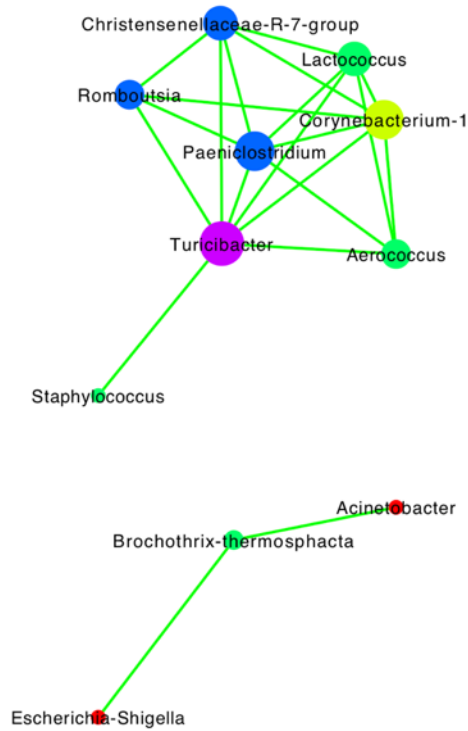 Christensenellaceae-R-7-group
Lactococcus
Romboutsia
Corynebacterium-1
Paeniclostridium
Turicibacter
Aerococcus
Staphylococcus
Acinetobacter
Brochothrix-thermosphacta
Escherichia-Shigella